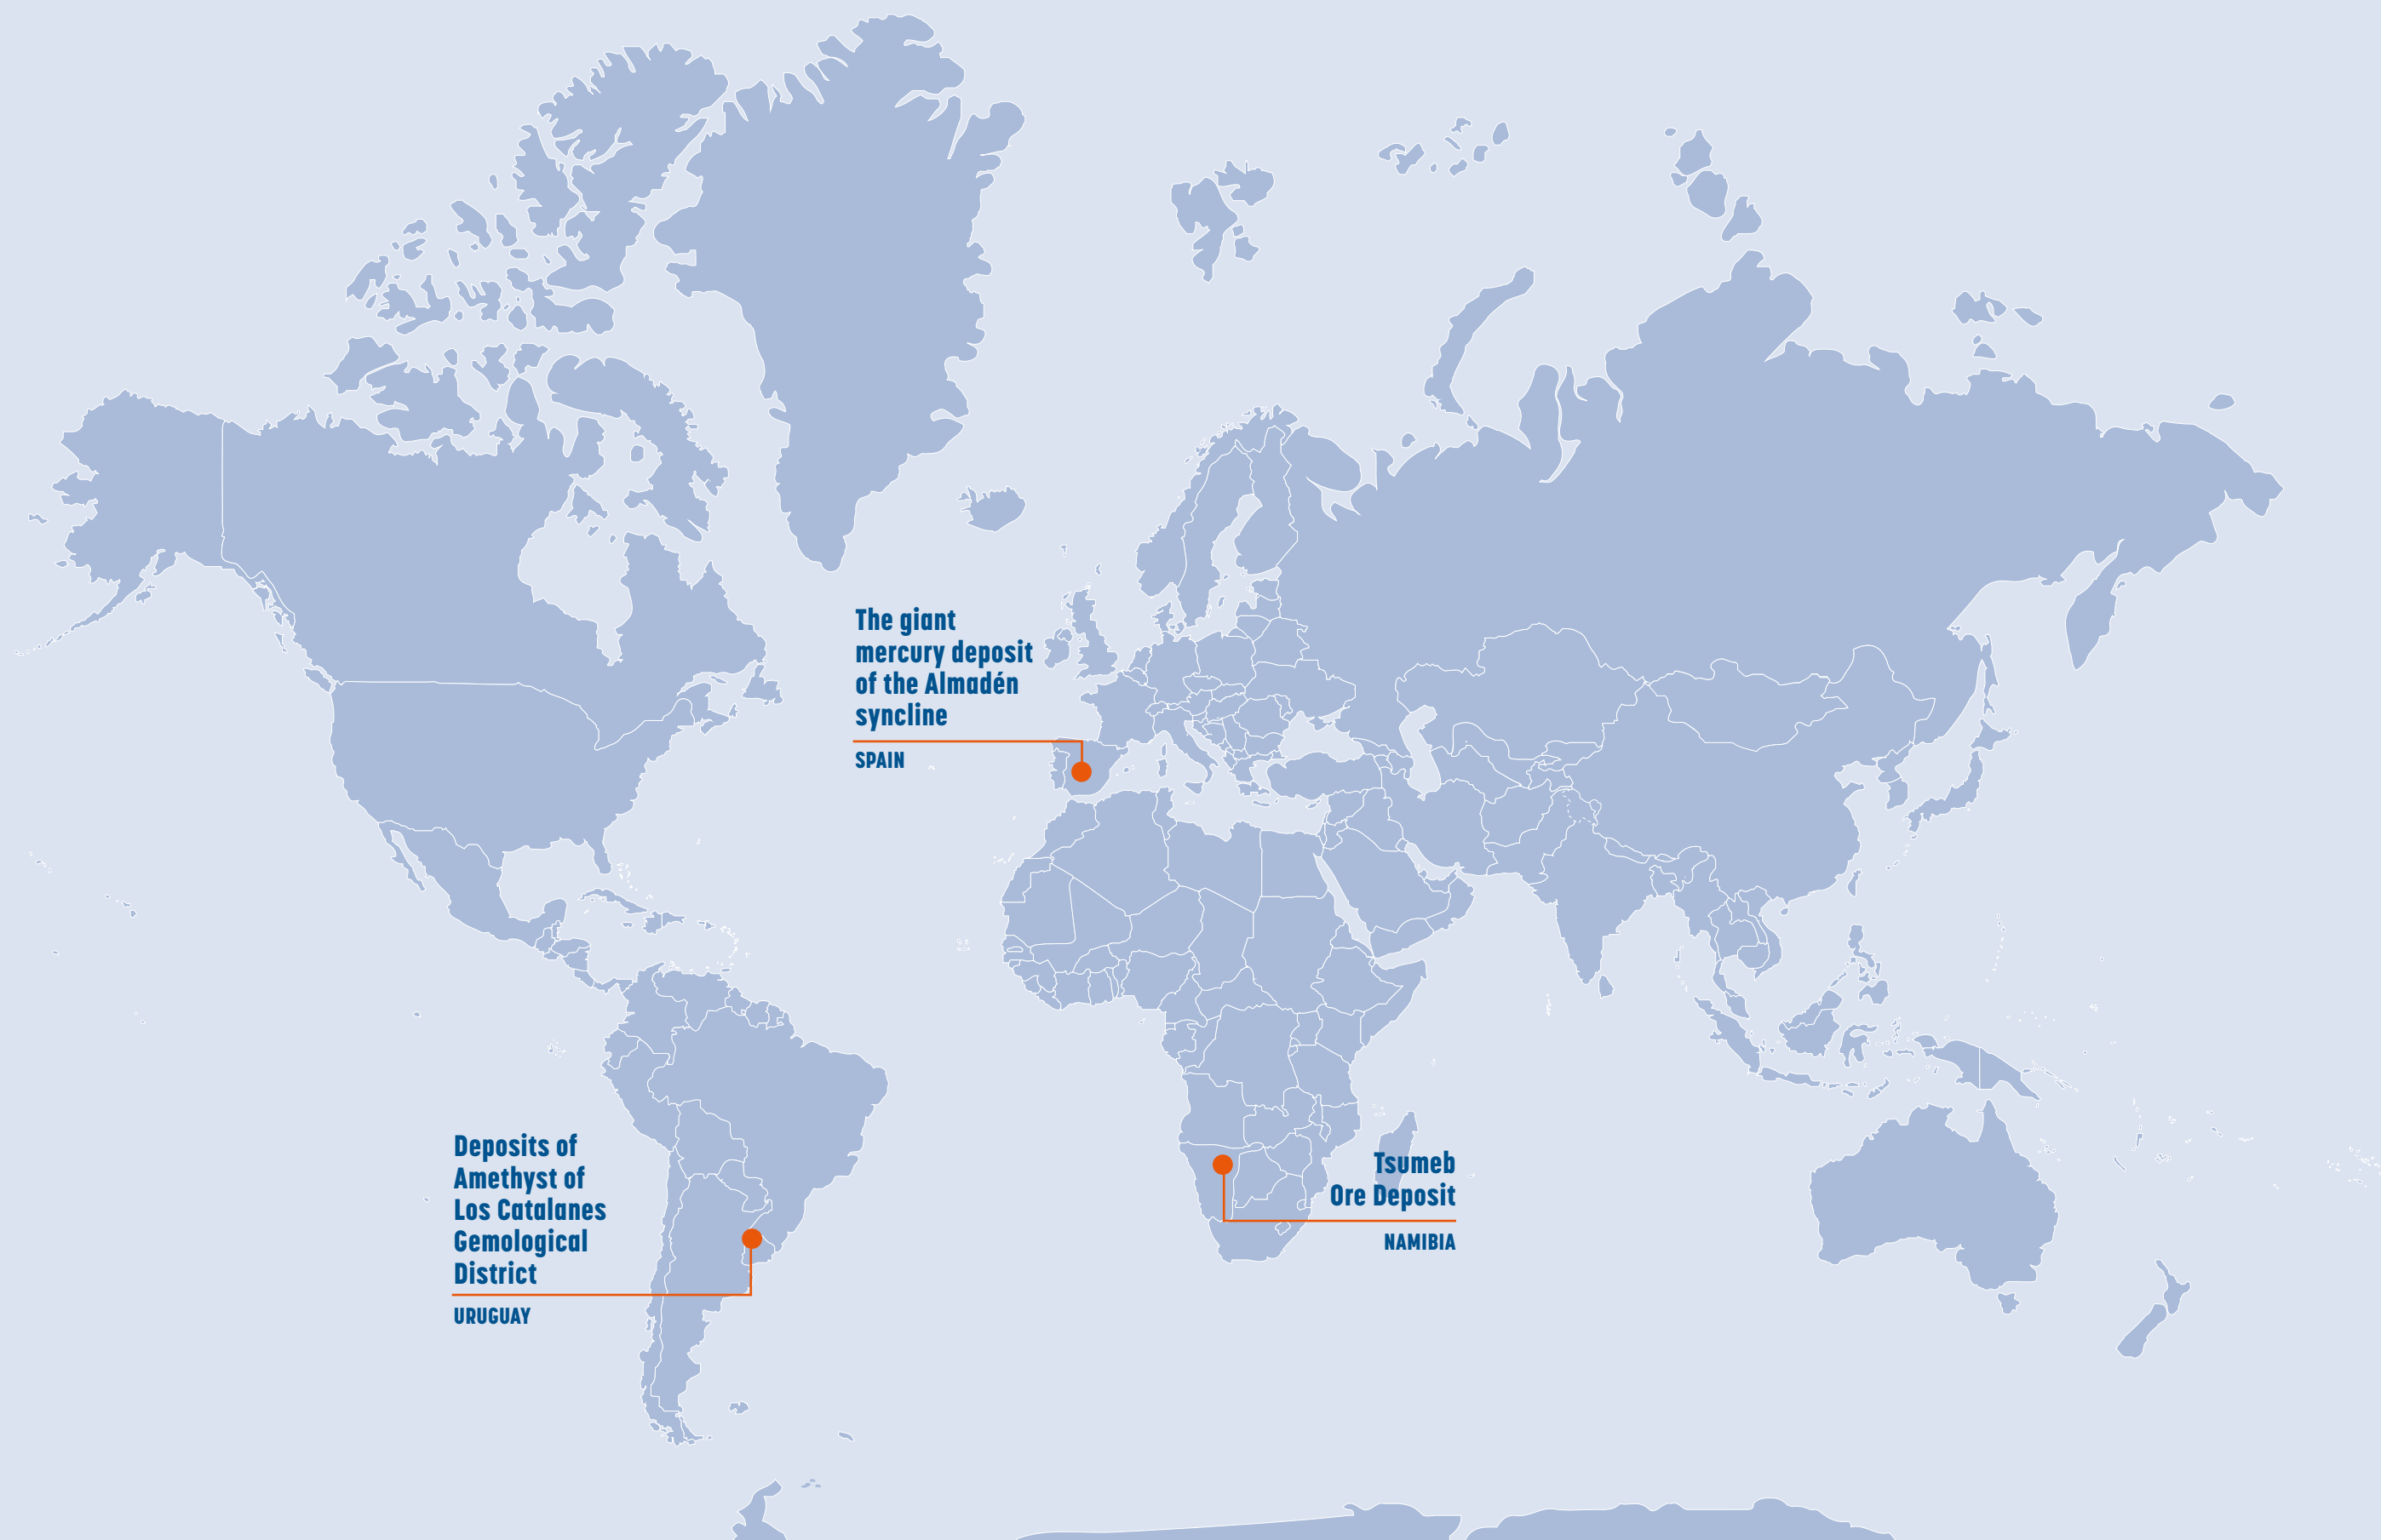 The giant
mercury deposit
of the Almadén
syncline
SPAIN
Deposits of
Amethyst of
Los Catalanes
Gemological
District
URUGUAY
Tsumeb
Ore Deposit
NAMIBIA